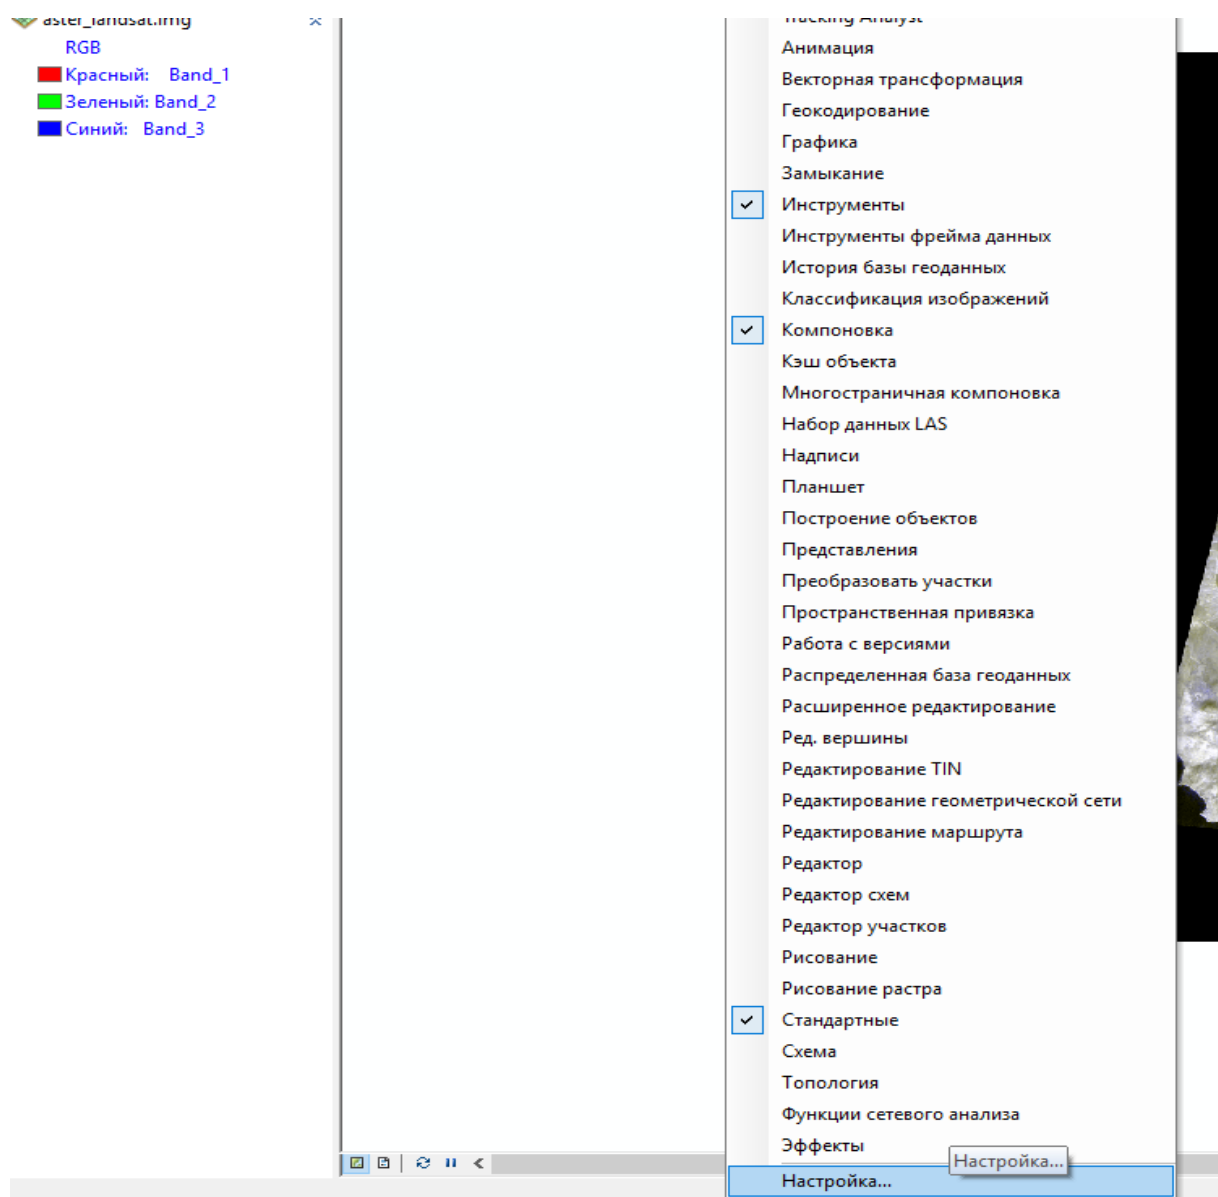 aster_landsat.img
RGB
Красный: Band_1
Зеленый: Band_2
Синий: Band_3
Tracking Analyst
Анимация
Векторная трансформация
Геокодирование
Графика
Замыкание
Инструменты
Инструменты фрейма данных
История базы геоданных
Классификация изображений
Компоновка
Кэш объекта
Многостраничная компоновка
Набор данных LAS
Надписи
Планшет
Построение объектов
Представления
Преобразовать участки
Пространственная привязка
Работа с версиями
Распределенная база геоданных
Расширенное редактирование
Ред. вершины
Редактирование TIN
Редактирование геометрической сети
Редактирование маршрута
Редактор
Редактор схем
Редактор участков
Рисование
Рисование растра
Стандартные
Схема
Топология
Функции сетевого анализа
Эффекты
Настройка...
Настройка...